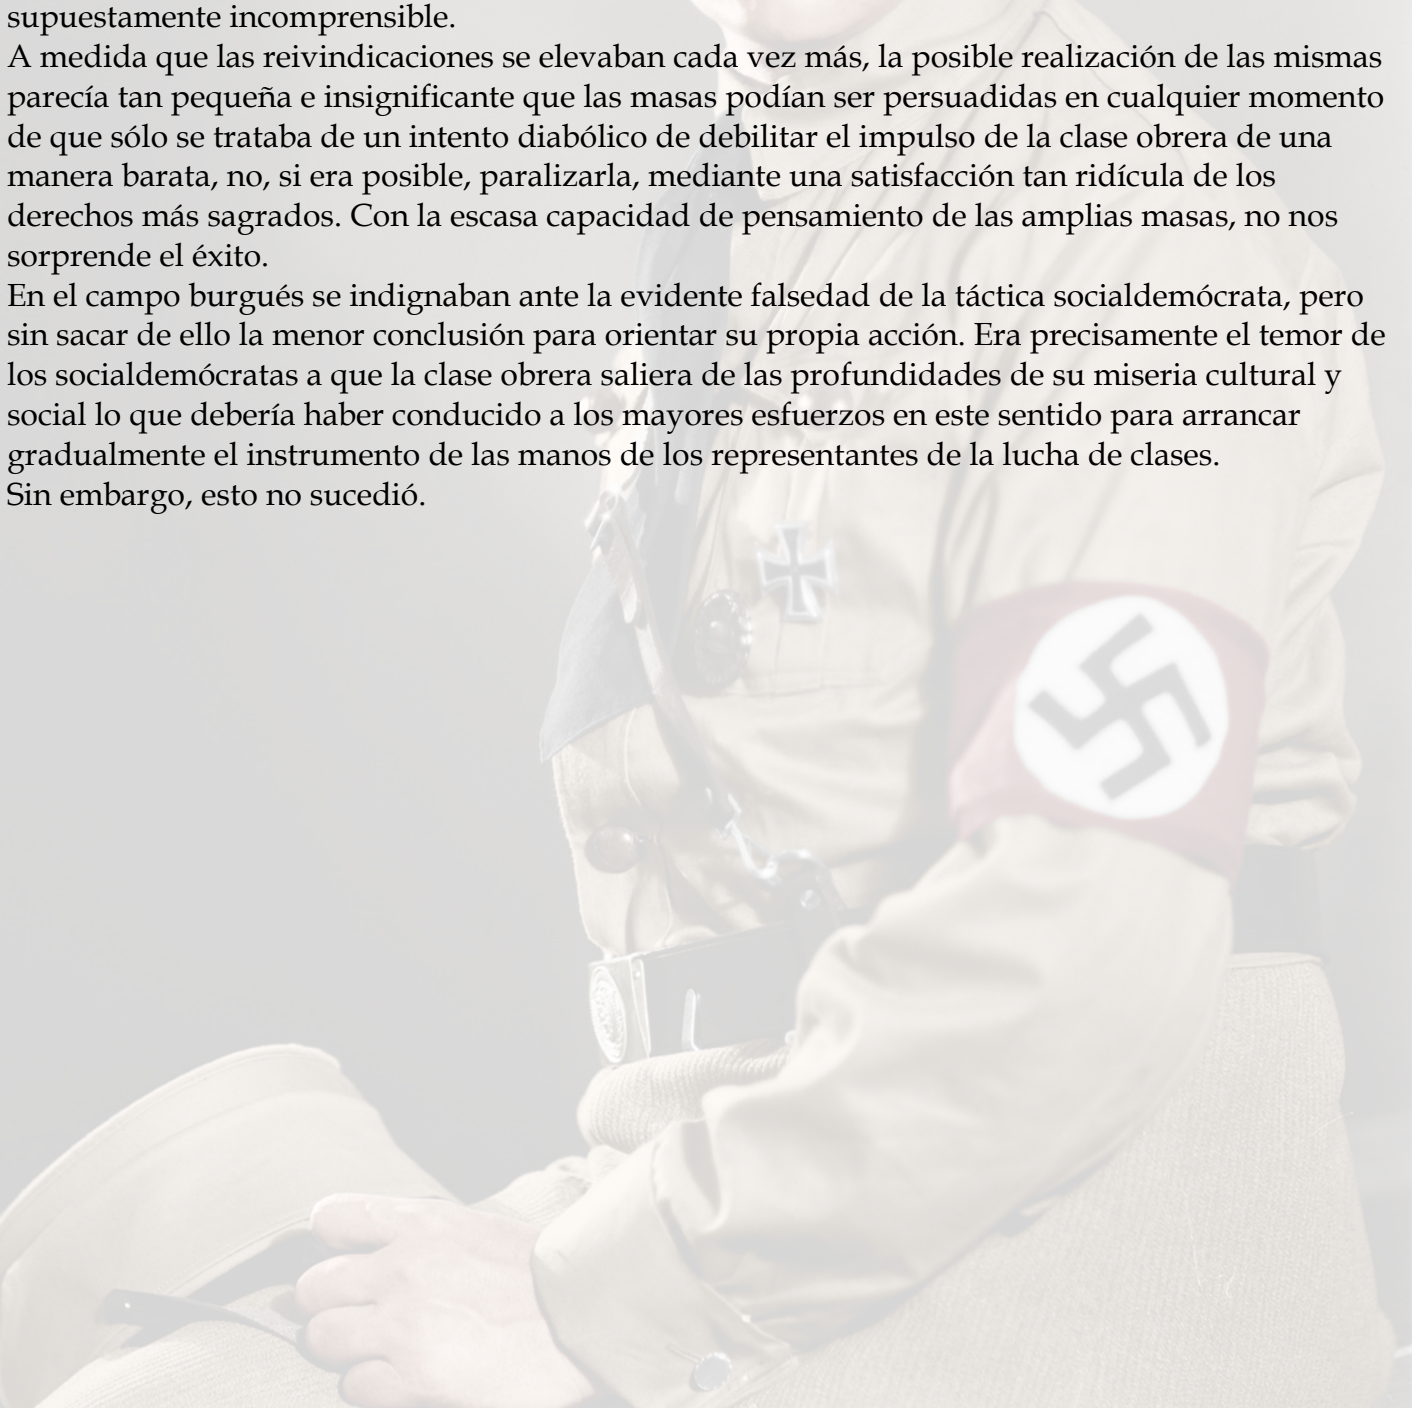 supuestamente incomprensible.
A medida que las reivindicaciones se elevaban cada vez más, la posible realización de las mismas
parecía tan pequeña e insignificante que las masas podían ser persuadidas en cualquier momento
de que sólo se trataba de un intento diabólico de debilitar el impulso de la clase obrera de una
manera barata, no, si era posible, paralizarla, mediante una satisfacción tan ridícula de los
derechos más sagrados. Con la escasa capacidad de pensamiento de las amplias masas, no nos
sorprende el éxito.
En el campo burgués se indignaban ante la evidente falsedad de la táctica socialdemócrata, pero
sin sacar de ello la menor conclusión para orientar su propia acción. Era precisamente el temor de
los socialdemócratas a que la clase obrera saliera de las profundidades de su miseria cultural y
social lo que debería haber conducido a los mayores esfuerzos en este sentido para arrancar
gradualmente el instrumento de las manos de los representantes de la lucha de clases.
Sin embargo, esto no sucedió.